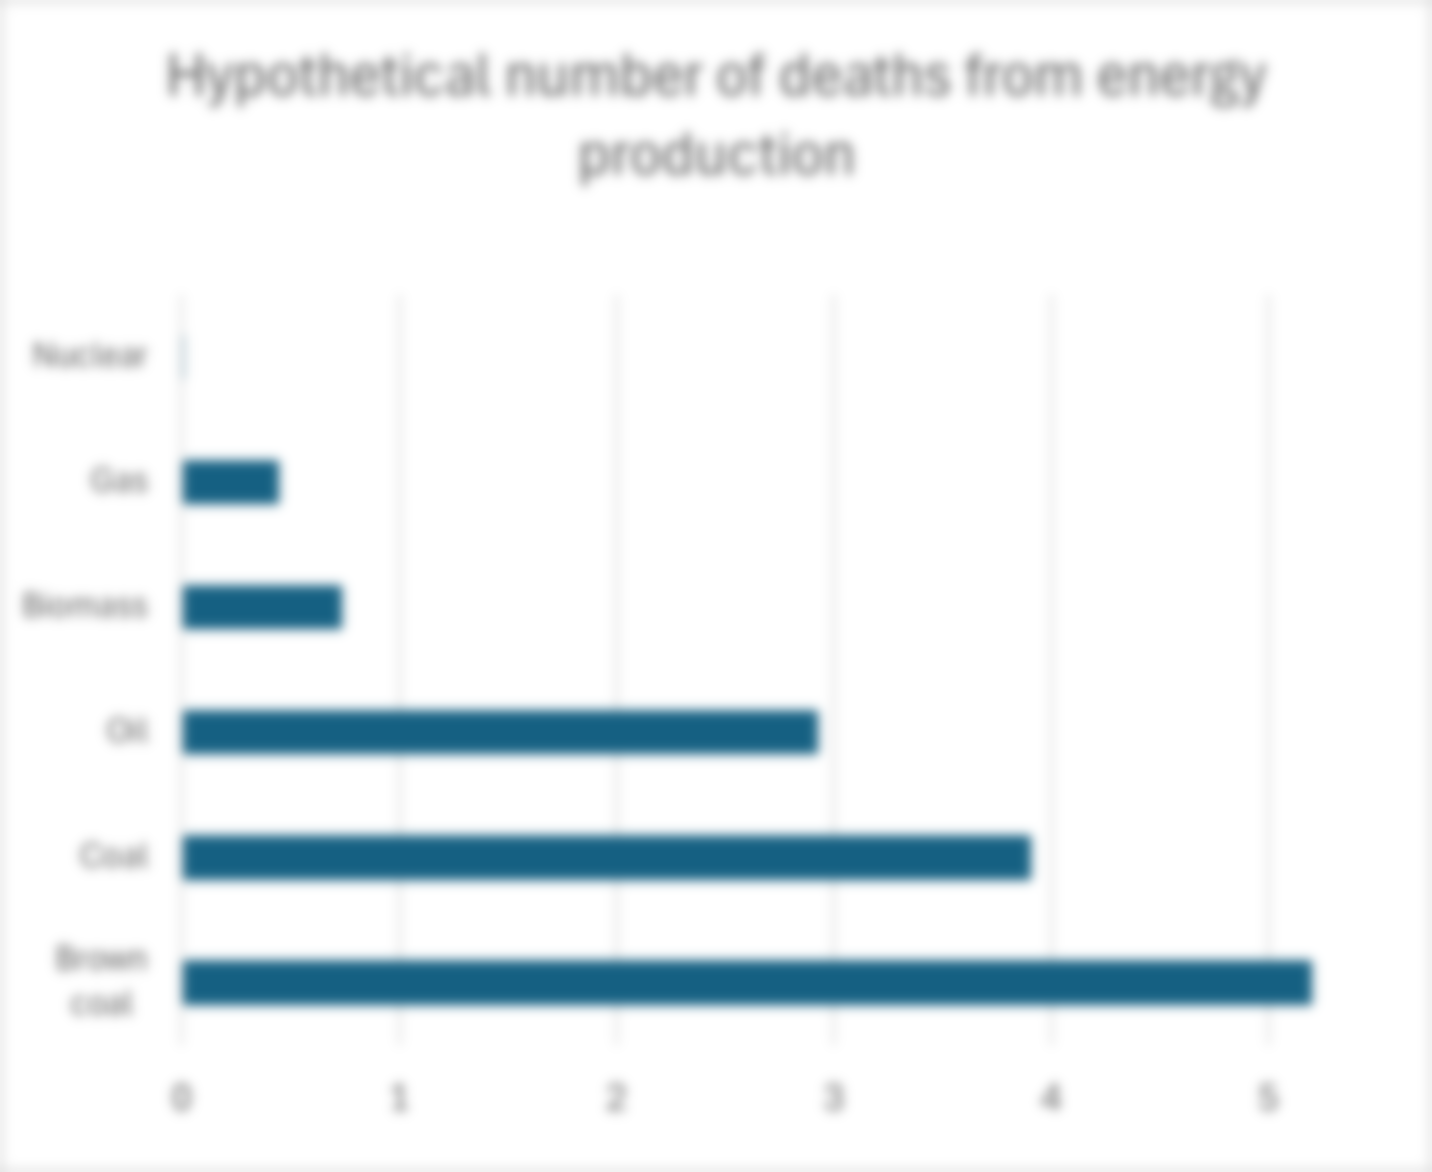 Hypothetical number of deaths from energy
production
Nuclear
Gas
Biomass
Oil
Coal
Brown
coal
0 1 2 3 4 5